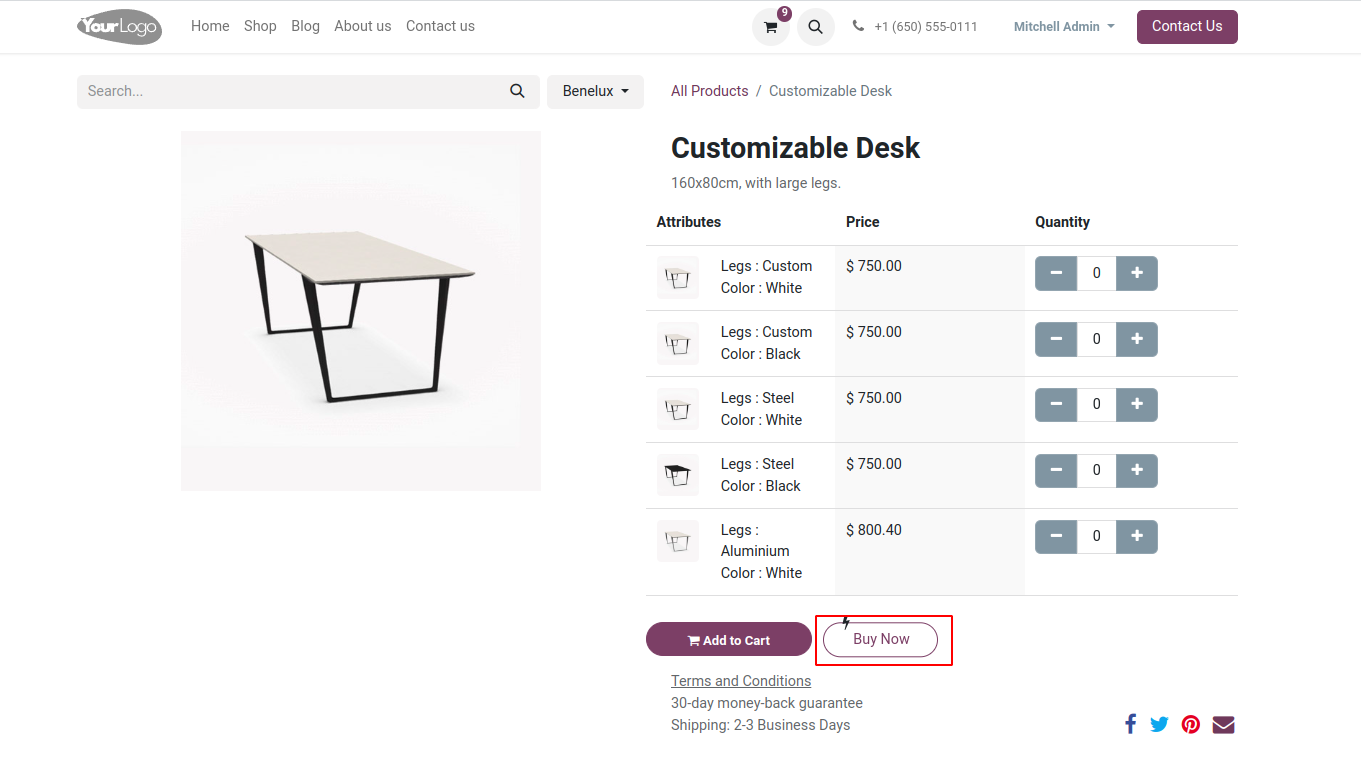 YourLogo Home Shop Blog About us Contact us 9 +1 (650) 555-0111 Mitchell Admin Contact Us
Search... Benelux All Products / Customizable Desk
Customizable Desk
160x80cm, with large legs.
Attributes Price Quantity
Legs : Custom $ 750.00 0
Color : White
Legs : Custom $ 750.00 0
Color : Black
Legs : Steel $ 750.00 0
Color : White
Legs : Steel $ 750.00 0
Color : Black
Legs : $ 800.40 0
Aluminium
Color : White
Add to Cart Buy Now
Terms and Conditions
30-day money-back guarantee
Shipping: 2-3 Business Days